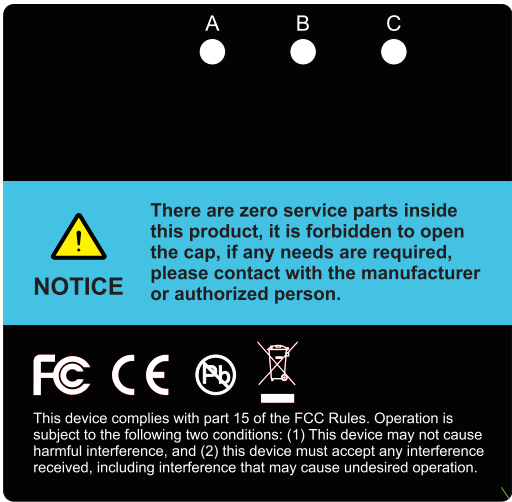 A B C
There are zero service parts inside
this product, it is forbidden to open
the cap, if any needs are required,
please contact with the manufacturer
or authorized person.
! 
NOTICE
FC CE Pb
This device complies with part 15 of the FCC Rules. Operation is
subject to the following two conditions: (1) This device may not cause
harmful interference, and (2) this device must accept any interference
received, including interference that may cause undesired operation.